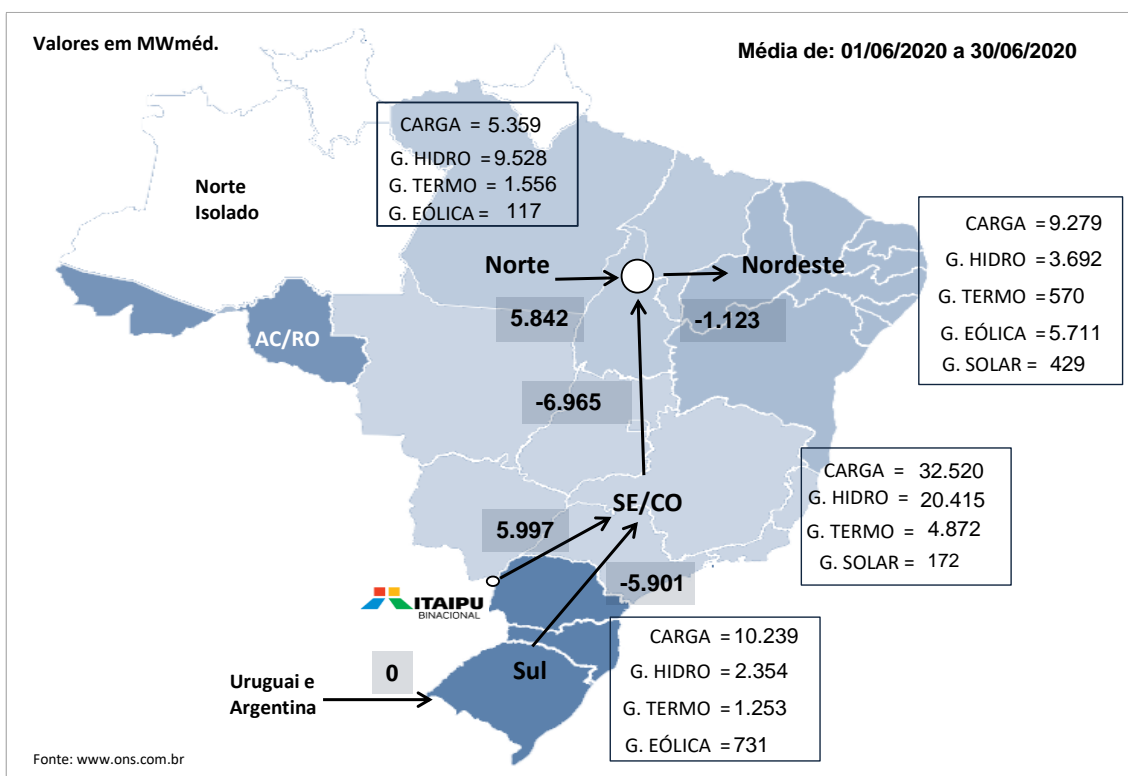 Valores em MWméd.
Média de: 01/06/2020 a 30/06/2020
CARGA = 5.359
G. HIDRO = 9.528
G. TERMO = 1.556
G. EÓLICA = 117
Norte
Isolado
CARGA = 9.279
G. HIDRO = 3.692
G. TERMO = 570
G. EÓLICA = 5.711
G. SOLAR = 429
Norte
Nordeste
5.842
-1.123
AC/RO
-6.965
CARGA = 32.520
G. HIDRO = 20.415
G. TERMO = 4.872
G. SOLAR = 172
SE/CO
5.997
-5.901
ITAIPU
BINACIONAL
CARGA = 10.239
G. HIDRO = 2.354
G. TERMO = 1.253
G. EÓLICA = 731
Sul
0
Uruguai e
Argentina
Fonte: www.ons.com.br